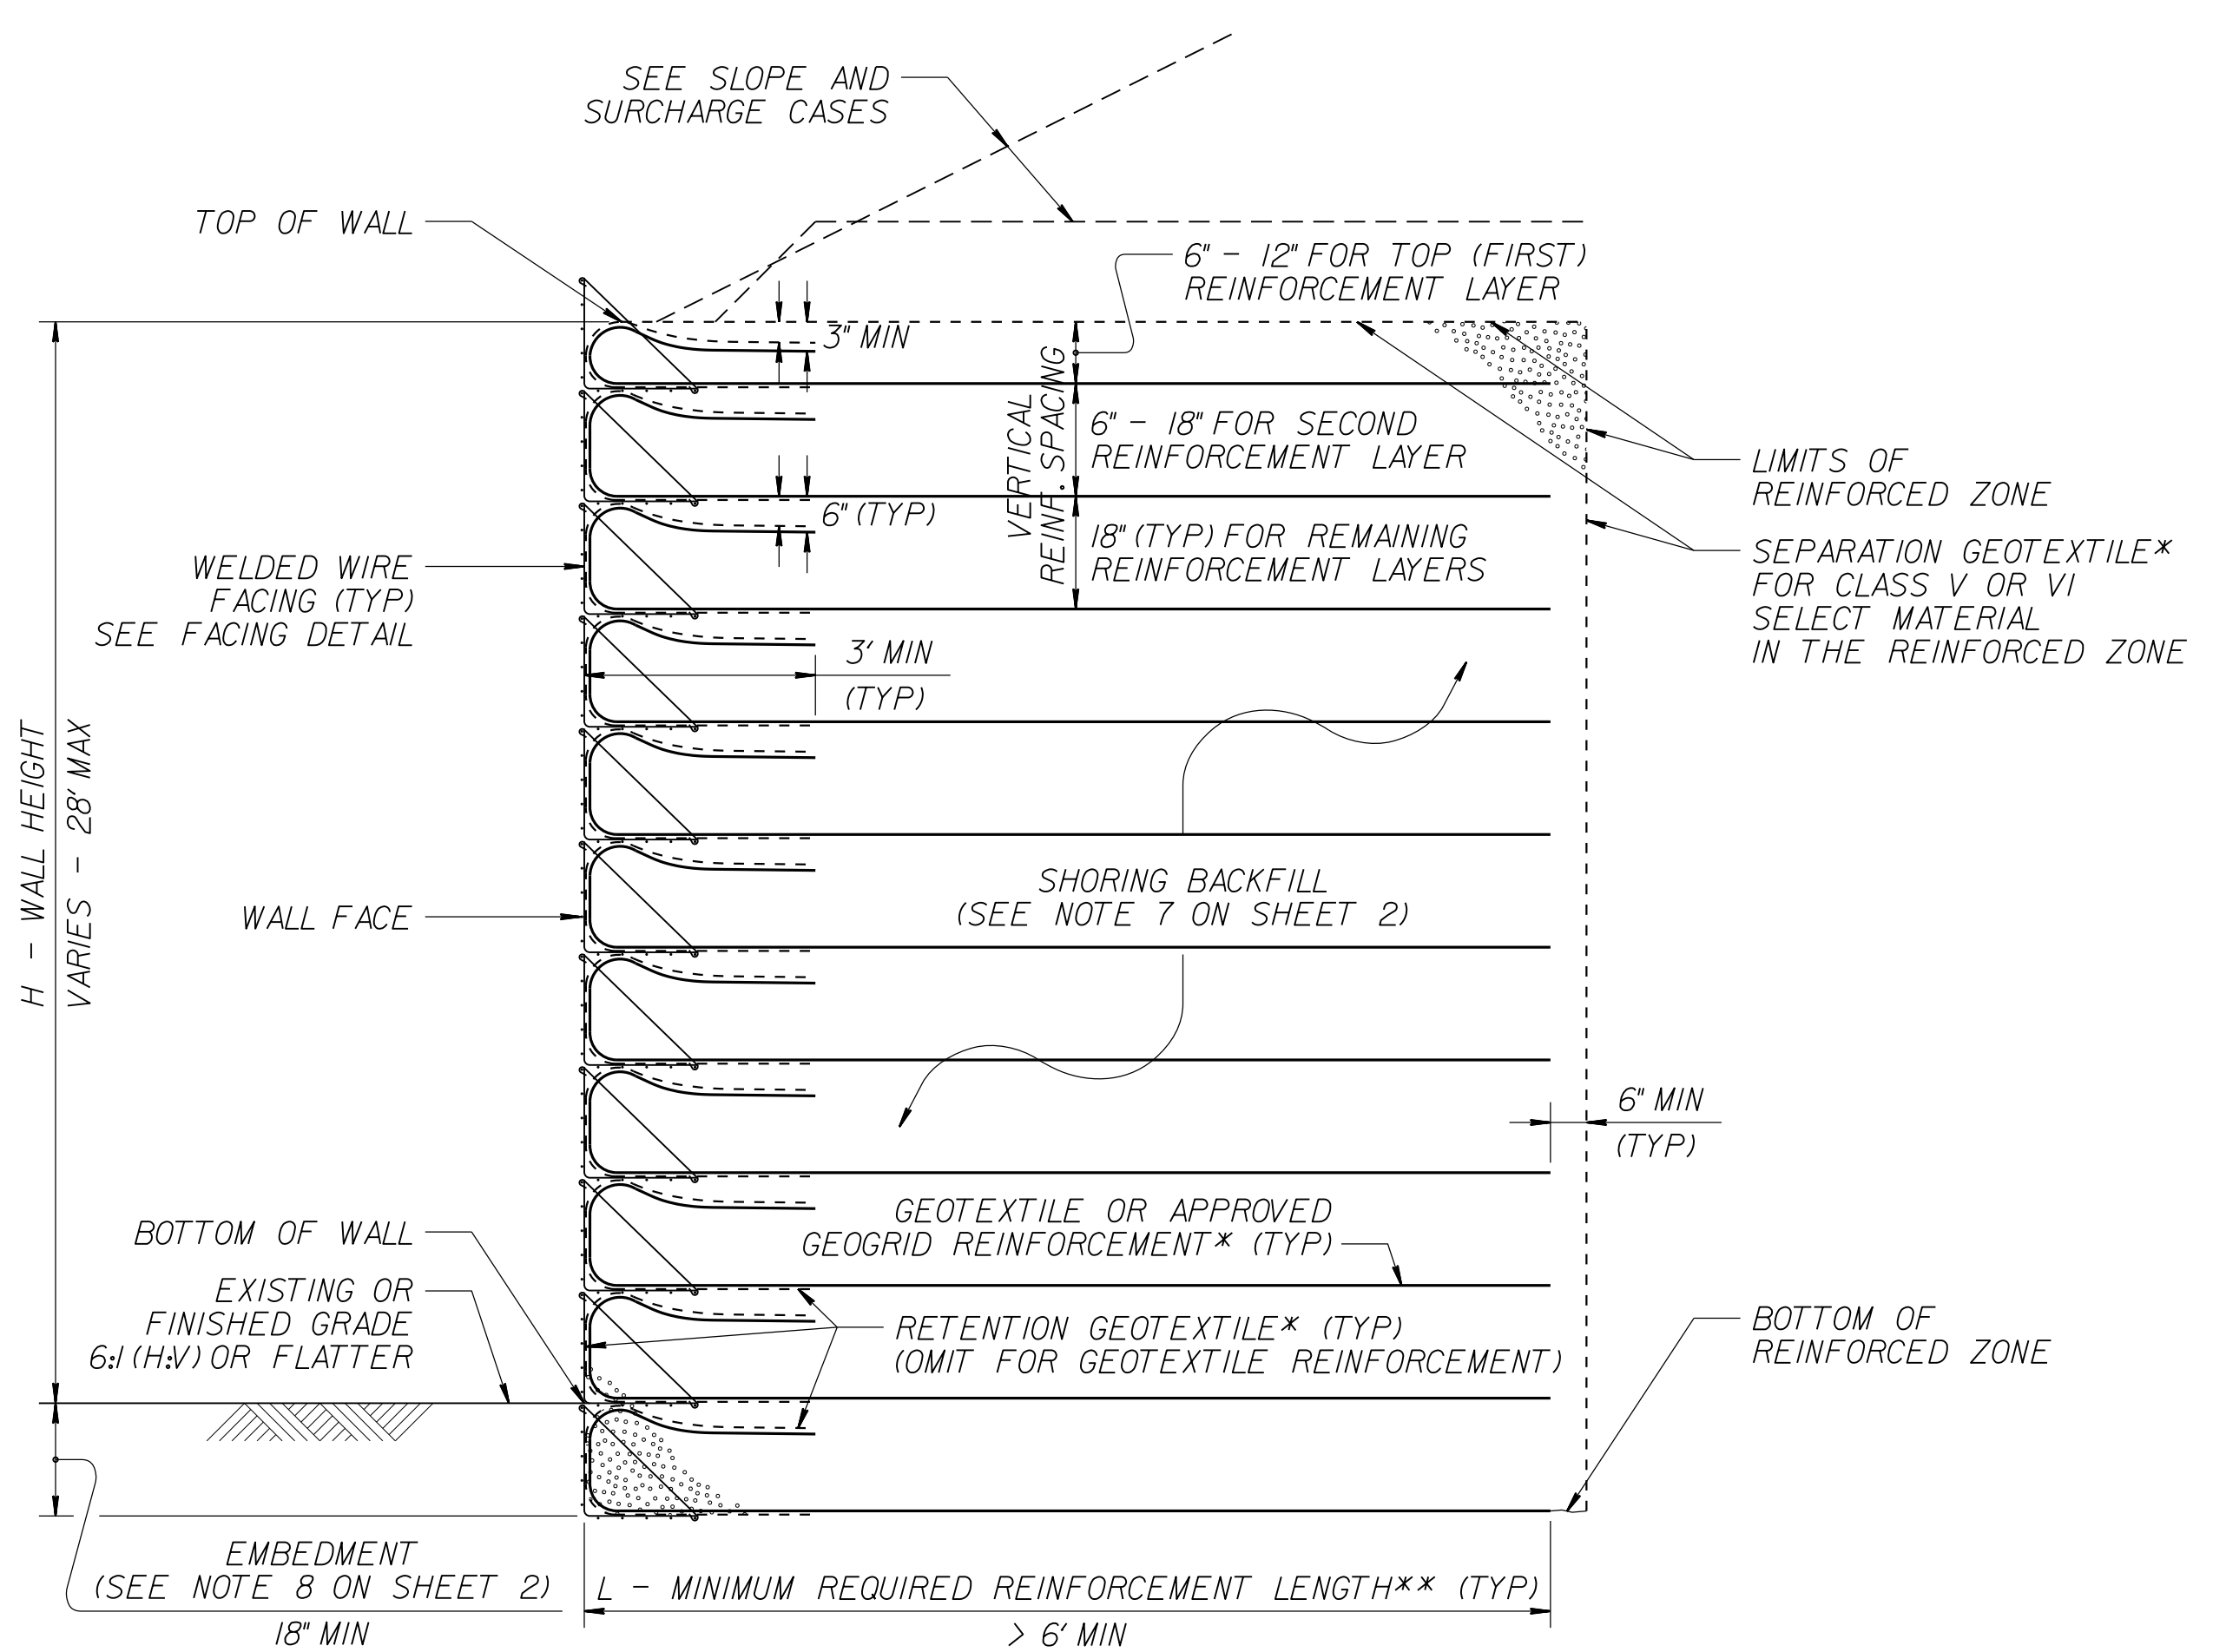 SEE SLOPE AND
SURCHARGE CASES
TOP OF WALL
6" - 12" FOR TOP (FIRST)
REINFORCEMENT LAYER
3" MIN
VERTICAL
REINF. SPACING
6" - 18" FOR SECOND
REINFORCEMENT LAYER
LIMITS OF
REINFORCED ZONE
6" (TYP)
18" (TYP) FOR REMAINING
REINFORCEMENT LAYERS
SEPARATION GEOTEXTILE*
FOR CLASS V OR VI
SELECT MATERIAL
IN THE REINFORCED ZONE
WELDED WIRE
FACING (TYP)
SEE FACING DETAIL
3' MIN
(TYP)
H - WALL HEIGHT
VARIES - 28' MAX
WALL FACE
SHORING BACKFILL
(SEE NOTE 7 ON SHEET 2)
6" MIN
(TYP)
BOTTOM OF WALL
GEOTEXTILE OR APPROVED
GEOGRID REINFORCEMENT* (TYP)
EXISTING OR
FINISHED GRADE
6:1 (H:V) OR FLATTER
RETENTION GEOTEXTILE* (TYP)
(OMIT FOR GEOTEXTILE REINFORCEMENT)
BOTTOM OF
REINFORCED ZONE
EMBEDMENT
(SEE NOTE 8 ON SHEET 2)
18" MIN
L - MINIMUM REQUIRED REINFORCEMENT LENGTH** (TYP)
> 6' MIN